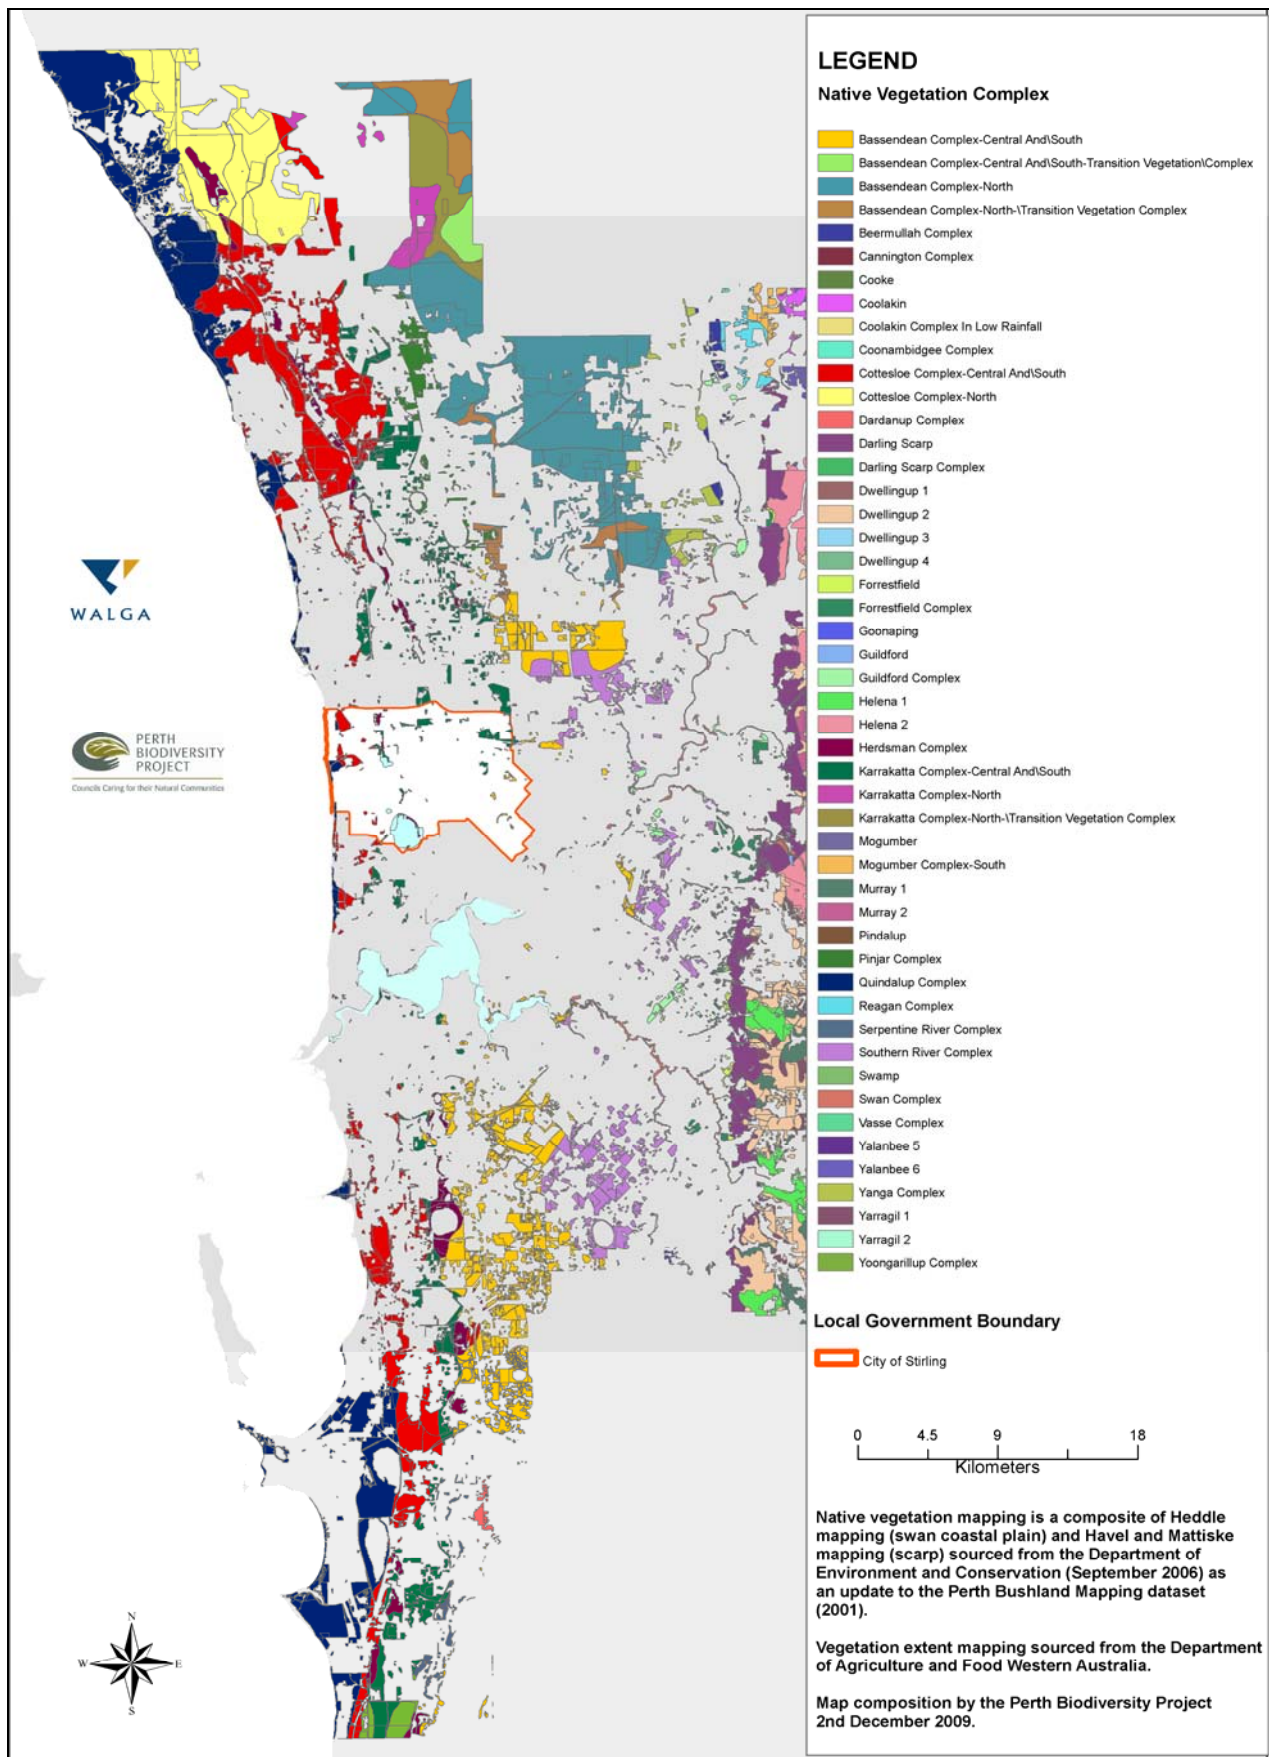 LEGEND
Native Vegetation Complex
Bassendean Complex-Central And\South
Bassendean Complex-Central And\South-Transition Vegetation\Complex
Bassendean Complex-North
Bassendean Complex-North-\Transition Vegetation Complex
Beermullah Complex
Cannington Complex
Cooke
Coolakin
Coolakin Complex In Low Rainfall
Coonambidgee Complex
Cottesloe Complex-Central And\South
Cottesloe Complex-North
Dardanup Complex
Darling Scarp
Darling Scarp Complex
Dwellingup 1
Dwellingup 2
Dwellingup 3
Dwellingup 4
Forrestfield
Forrestfield Complex
Goonaping
Guildford
Guildford Complex
Helena 1
Helena 2
Herdsman Complex
Karrakatta Complex-Central And\South
Karrakatta Complex-North
Karrakatta Complex-North-\Transition Vegetation Complex
Mogumber
Mogumber Complex-South
Murray 1
Murray 2
Pindalup
Pinjar Complex
Quindalup Complex
Reagan Complex
Serpentine River Complex
Southern River Complex
Swamp
Swan Complex
Vasse Complex
Yalanbee 5
Yalanbee 6
Yanga Complex
Yarragil 1
Yarragil 2
Yoongarillup Complex
Local Government Boundary
City of Stirling
0 4.5 9 18
Kilometers
Native vegetation mapping is a composite of Heddle
mapping (swan coastal plain) and Havel and Mattiske
mapping (scarp) sourced from the Department of
Environment and Conservation (September 2006) as
an update to the Perth Bushland Mapping dataset
(2001).
Vegetation extent mapping sourced from the Department
of Agriculture and Food Western Australia.
Map composition by the Perth Biodiversity Project
2nd December 2009.
WALGA
PERTH
BIODIVERSITY
PROJECT
Councils Caring for their Natural Communities
N
W E
S